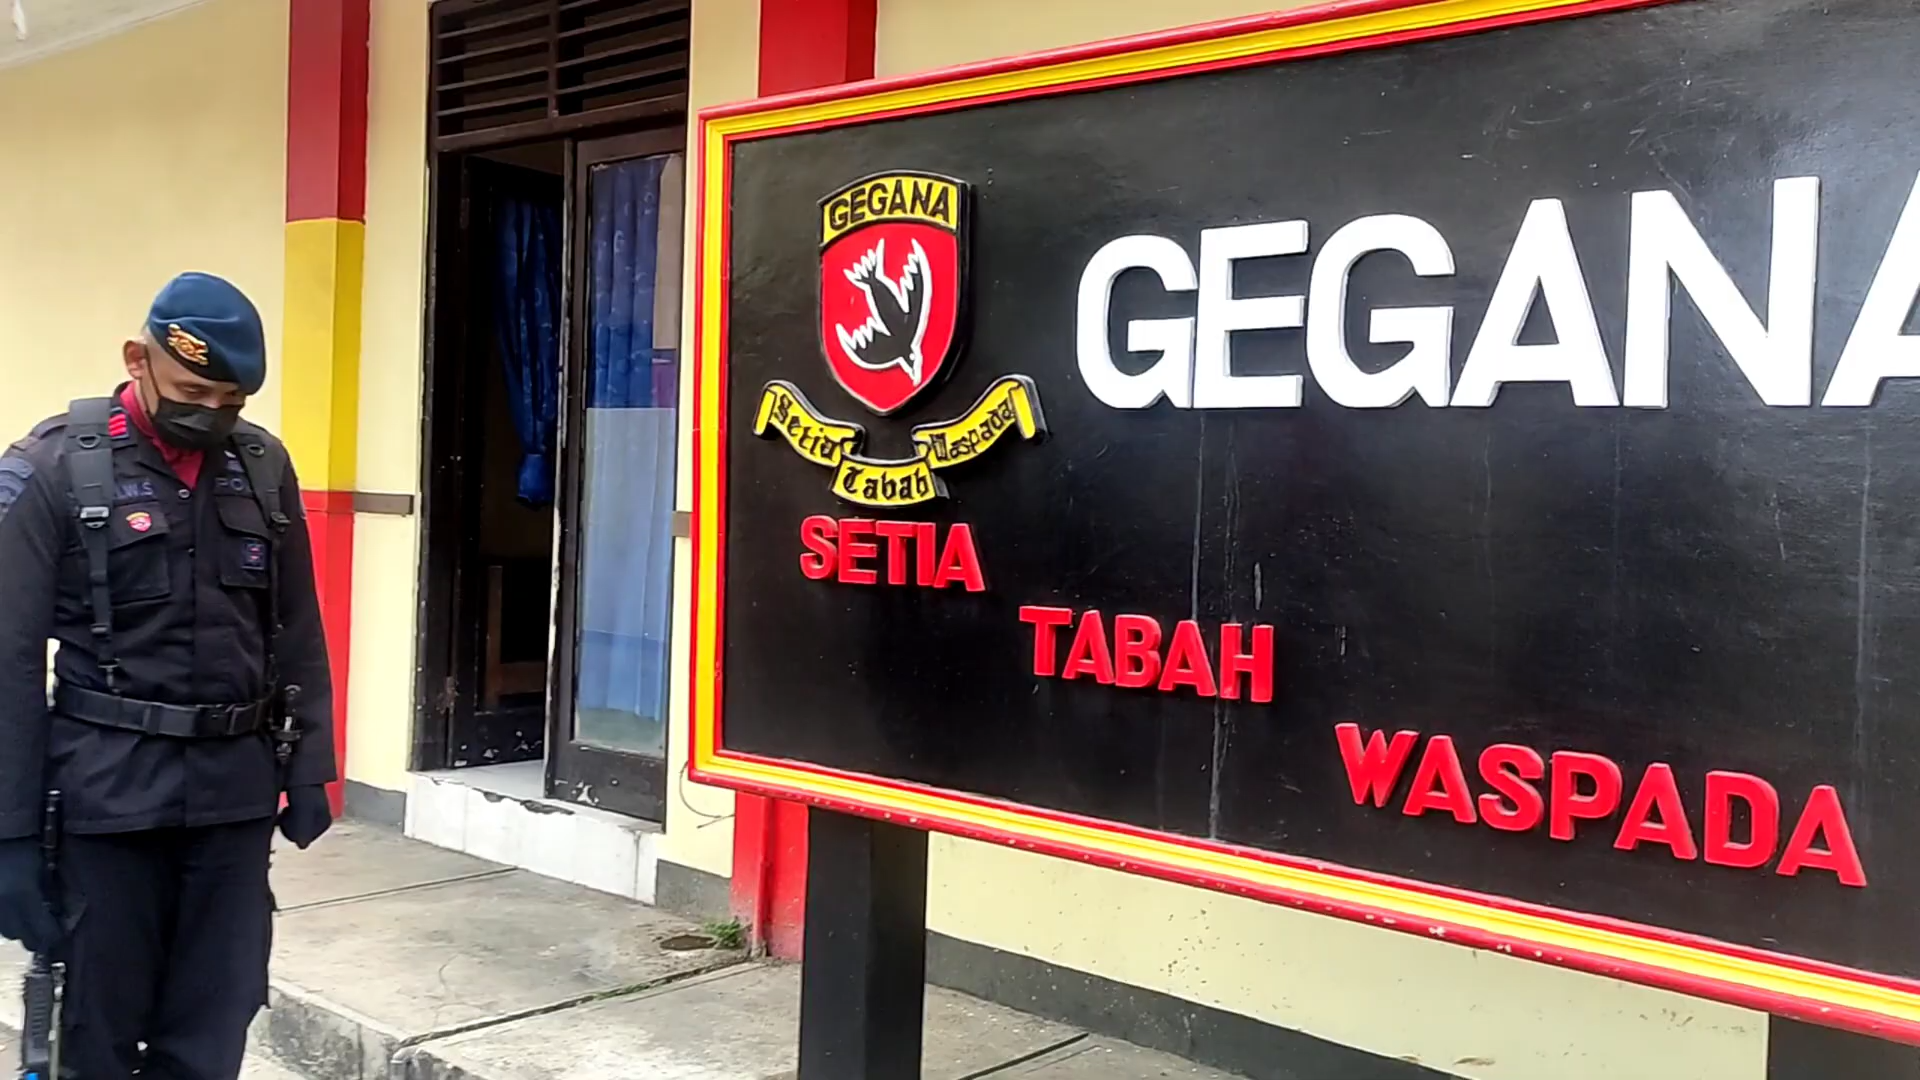 GEGANA
GEGANA
Setia Tabah Waspada
SETIA
TABAH
WASPADA